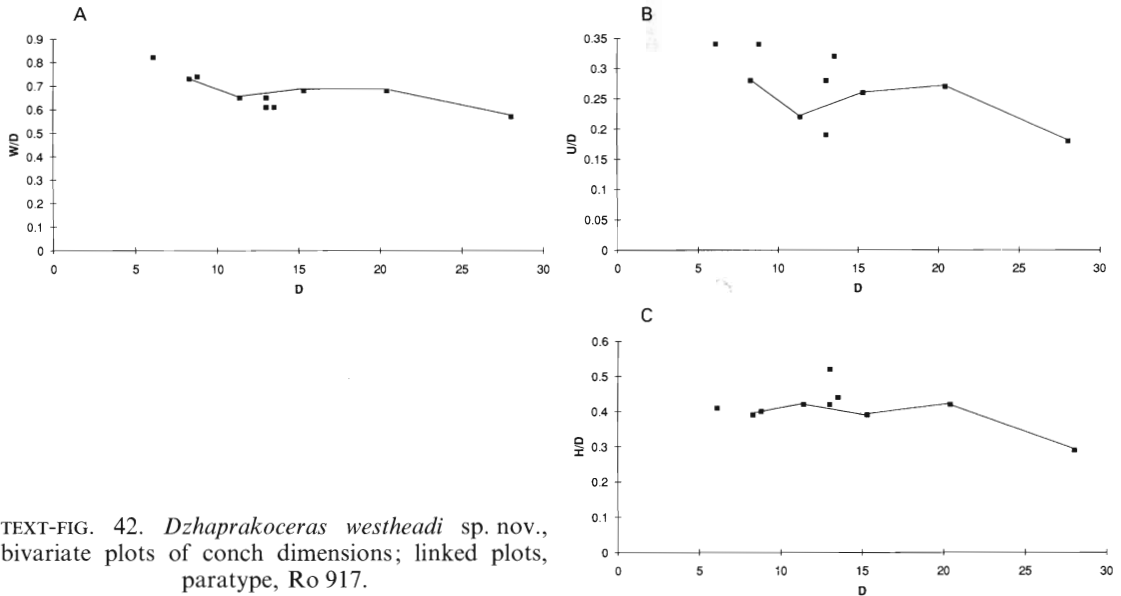 A
0.9
0.8
0.7
0.6
0.5
0.4
0.3
0.2
0.1
0
W/D
0 5 10 15 20 25 30
D
B
0.35
0.3
0.25
0.2
0.15
0.1
0.05
0
U/D
0 5 10 15 20 25 30
D
C
0.6
0.5
0.4
0.3
0.2
0.1
0
H/D
0 5 10 15 20 25 30
D
TEXT-FIG. 42. Dzhaprakoceras westheadi sp. nov.,
bivariate plots of conch dimensions; linked plots,
paratype, Ro 917.